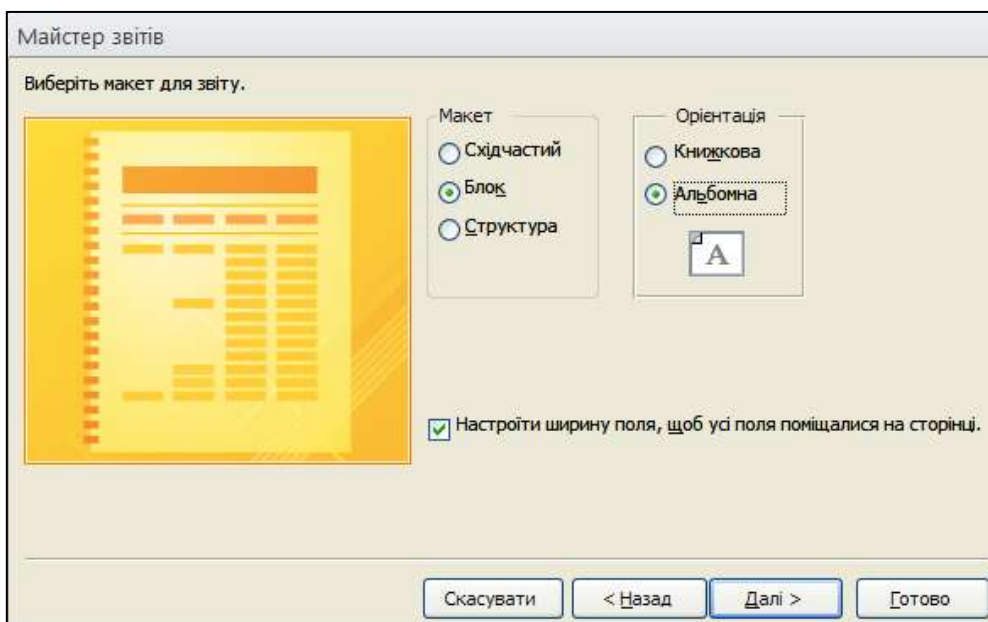 Майстер звітів
Виберіть макет для звіту.
Макет
Східчастий
Блок
Структура
Орієнтація
Книжкова
Альбомна
A
Настроїти ширину поля, щоб усі поля поміщалися на сторінці.
Скасувати
< Назад
Далі >
Готово